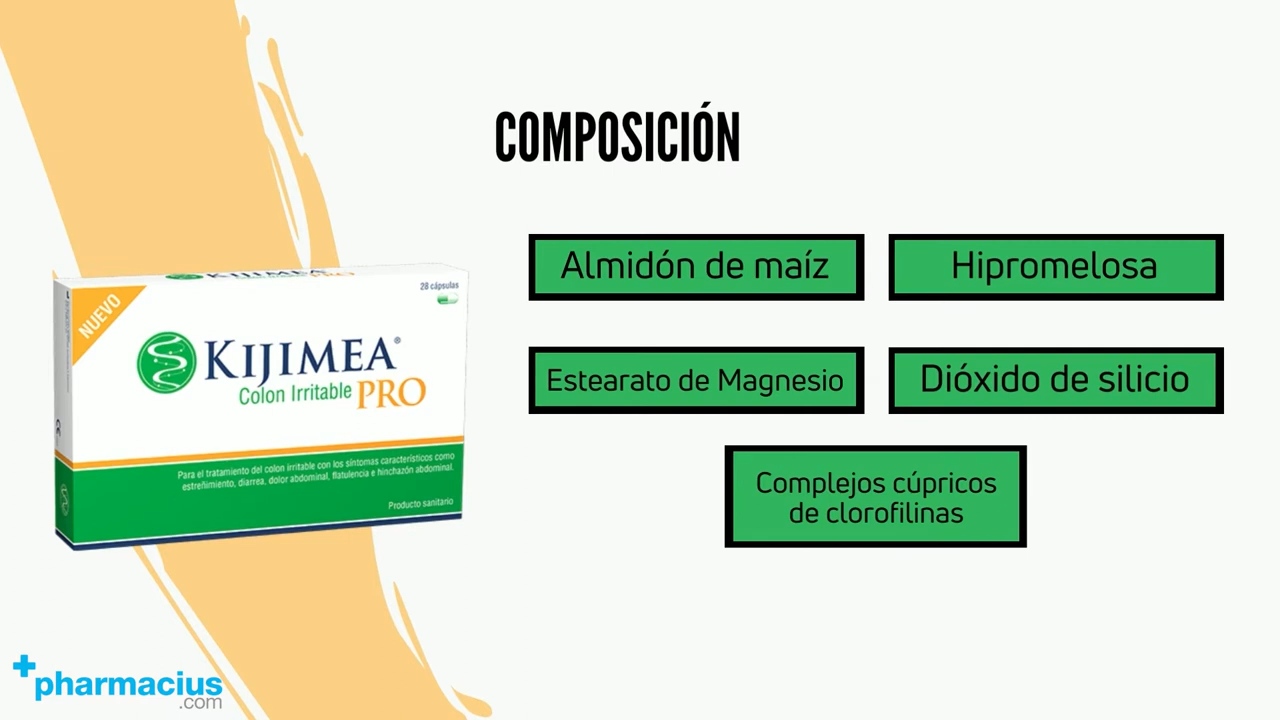 COMPOSICIÓN
Almidón de maíz
Hipromelosa
Estearato de Magnesio
Dióxido de silicio
Complejos cúpricos
de clorofilinas
28 cápsulas
NUEVO
KIJIMEA®
Colon Irritable PRO
Para el tratamiento del colon irritable con los síntomas característicos como
estreñimiento, diarrea, dolor abdominal, flatulencia e hinchazón abdominal.
Producto sanitario
pharmacius
.com